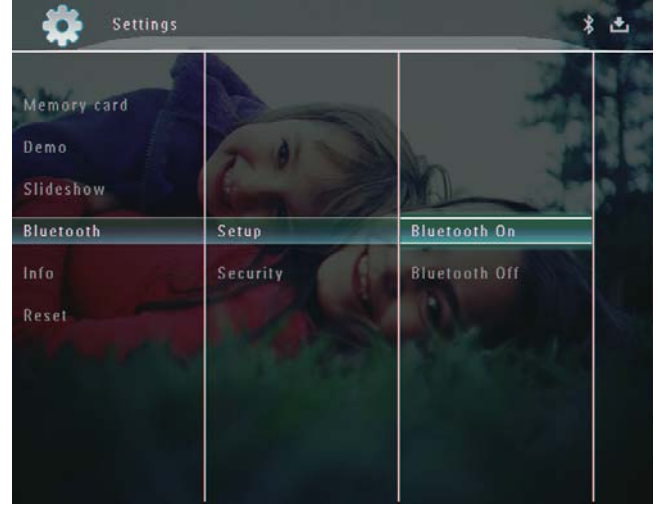 Settings
Memory card
Demo
Slideshow
Bluetooth
Setup
Bluetooth On
Info
Security
Bluetooth Off
Reset